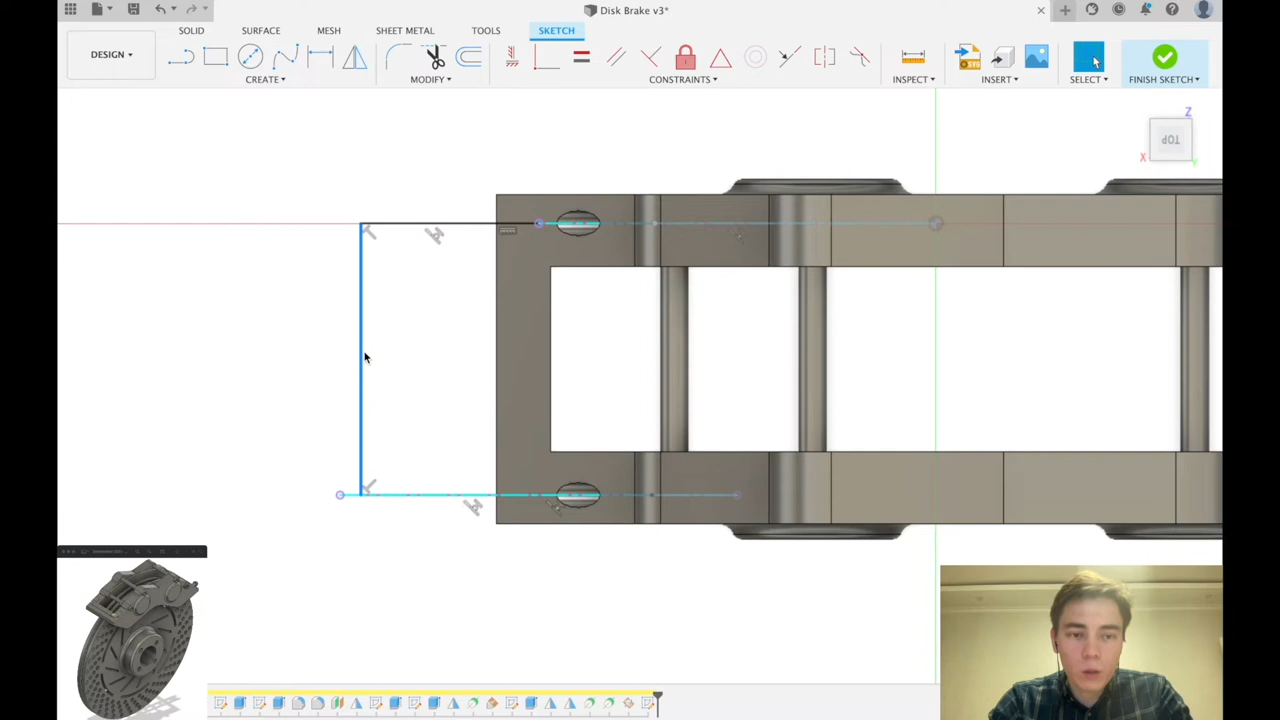 Disk Brake v3*
SOLID SURFACE MESH SHEET METAL TOOLS SKETCH
DESIGN
CREATE MODIFY CONSTRAINTS INSPECT INSERT SELECT FINISH SKETCH
SVG
Z
TOP
X
Y